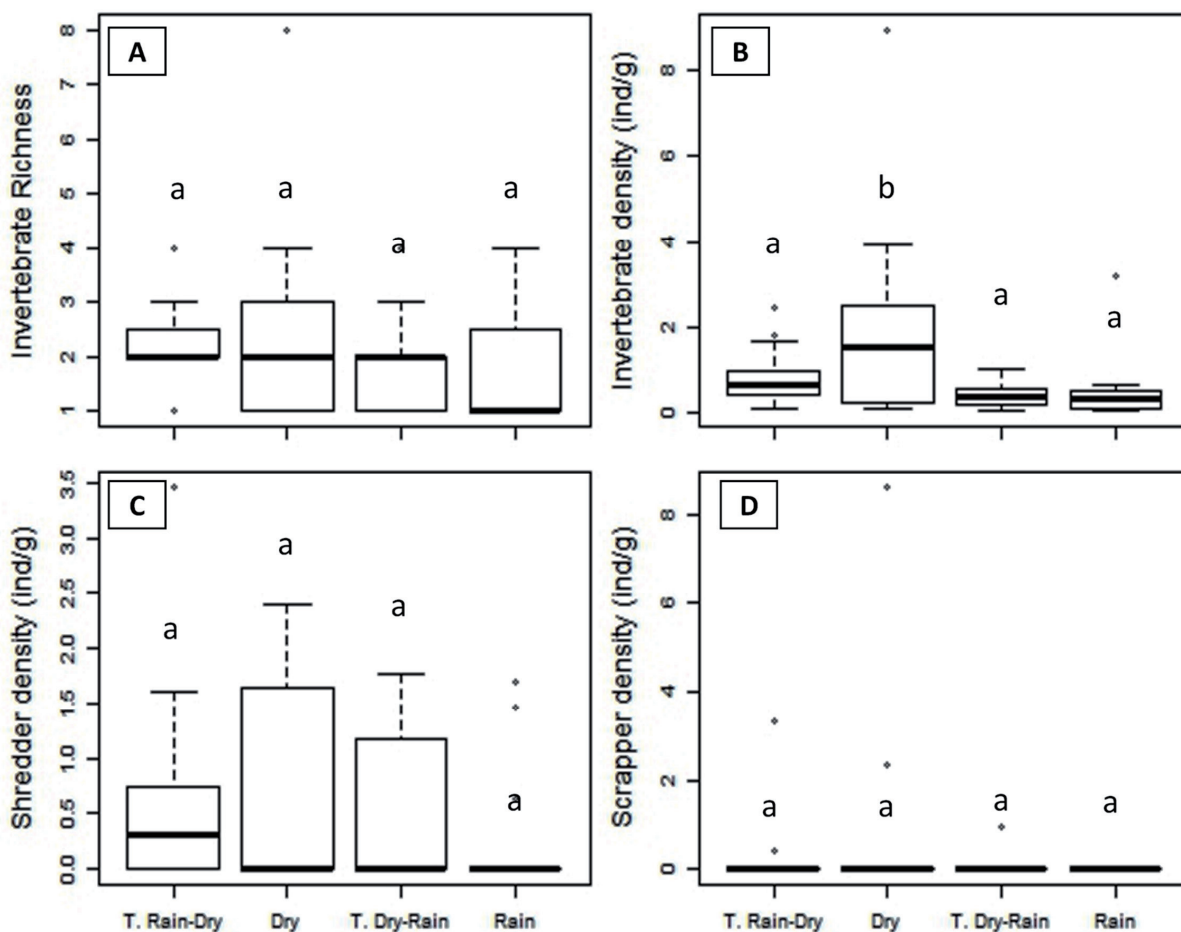 A
Invertebrate Richness
8
7
6
5
4
3
2
1
a a a a
B
Invertebrate density (ind/g)
8
6
4
2
0
a b a a
C
Shredder density (ind/g)
3.5
3.0
2.5
2.0
1.5
1.0
0.5
0.0
a a a a
T. Rain-Dry Dry T. Dry-Rain Rain
D
Scrapper density (ind/g)
8
6
4
2
0
a a a a
T. Rain-Dry Dry T. Dry-Rain Rain